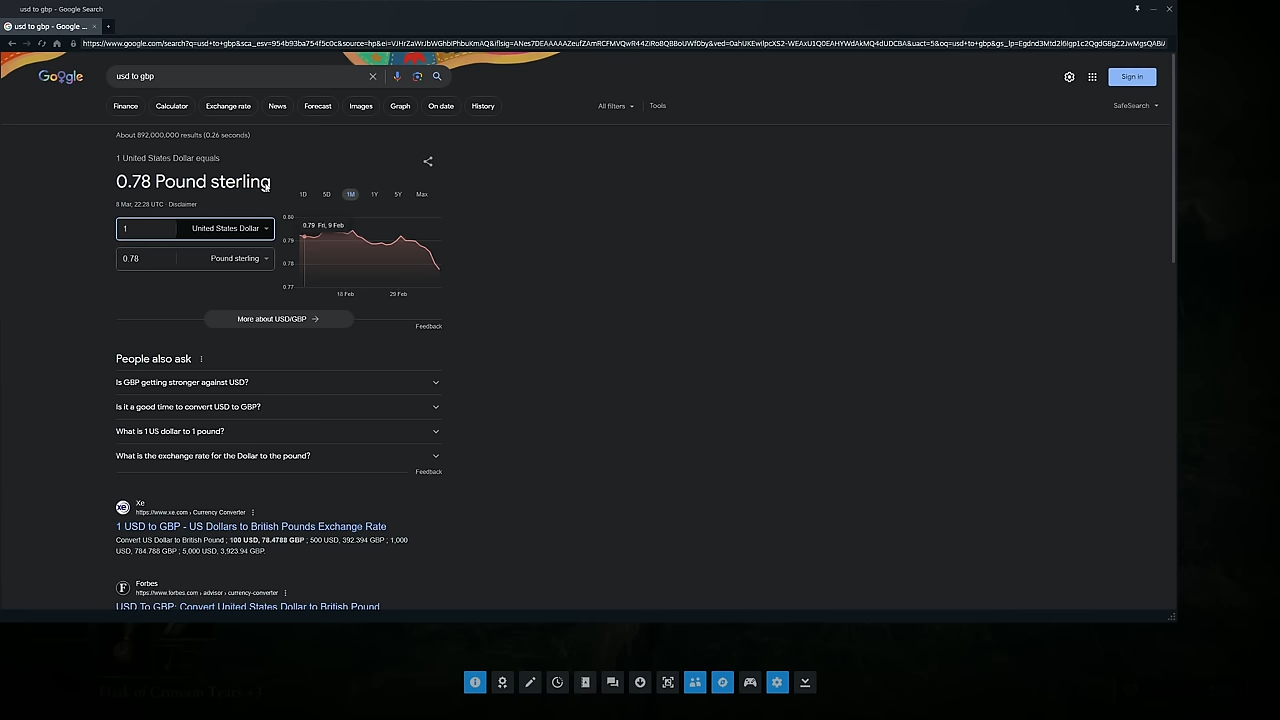 usd to gbp - Google Search
usd to gbp - Google ...
Google
usd to gbp
Sign in
Finance
Calculator
Exchange rate
News
Forecast
Images
Graph
On date
History
All filters
Tools
SafeSearch
About 892,000,000 results (0.26 seconds)
1 United States Dollar equals
0.78 Pound sterling
8 Mar, 22:28 UTC · Disclaimer
1 United States Dollar
0.78 Pound sterling
1D 5D 1M 1Y 5Y Max
0.79 Fri, 9 Feb
0.80
0.79
0.78
0.77
18 Feb 29 Feb
More about USD/GBP
Feedback
People also ask
Is GBP getting stronger against USD?
Is it a good time to convert USD to GBP?
What is 1 US dollar to 1 pound?
What is the exchange rate for the Dollar to the pound?
Feedback
Xe
https://www.xe.com › Currency Converter
1 USD to GBP - US Dollars to British Pounds Exchange Rate
Convert US Dollar to British Pound ; 100 USD, 78.4788 GBP ; 500 USD, 392.394 GBP ; 1,000
USD, 784.788 GBP ; 5,000 USD, 3,923.94 GBP.
Forbes
https://www.forbes.com › advisor › currency-converter
USD To GBP: Convert United States Dollar to British Pound